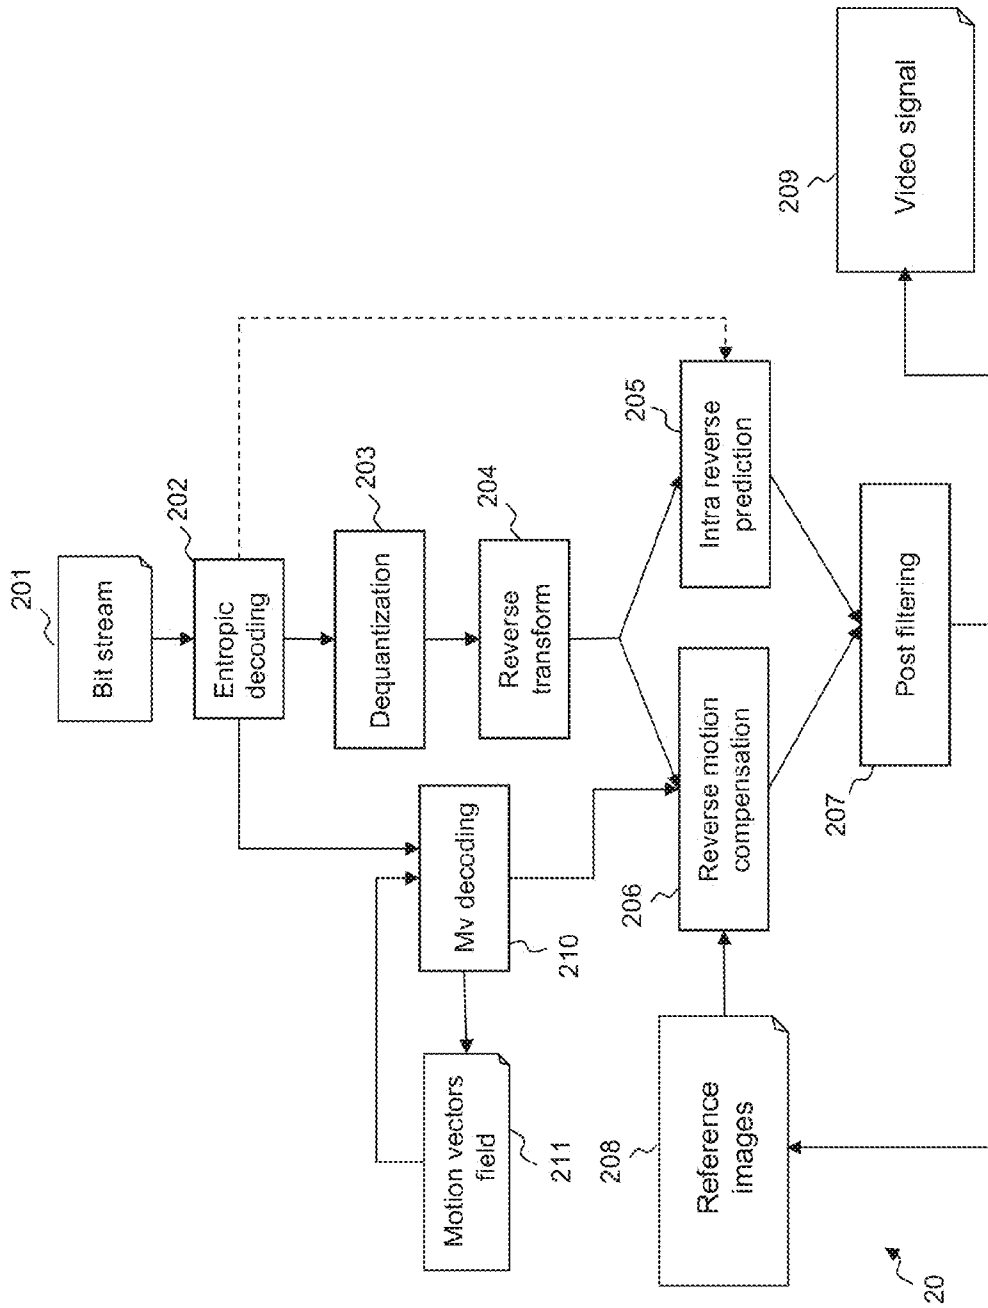 201
Bit stream
202
Entropic
decoding
203
Dequantization
204
Reverse
transform
205
Intra reverse
prediction
Mv decoding
210
Motion vectors
field
211
208
Reference
images
206
Reverse motion
compensation
Post filtering
207
209
Video signal
20